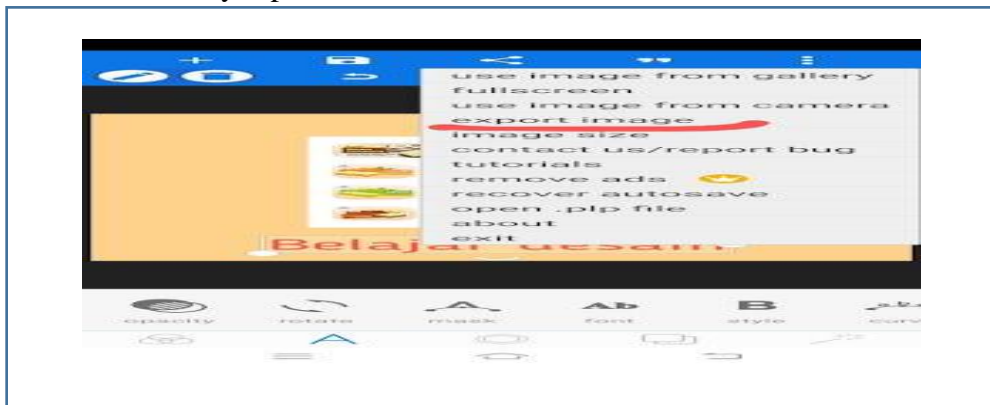 use image from gallery
fullscreen
use image from camera
export image
image size
contact us/report bug
tutorials
remove ads
recover autosave
open .plp file
about
exit
Belajar desain
opacity rotate mask font style
Ab B